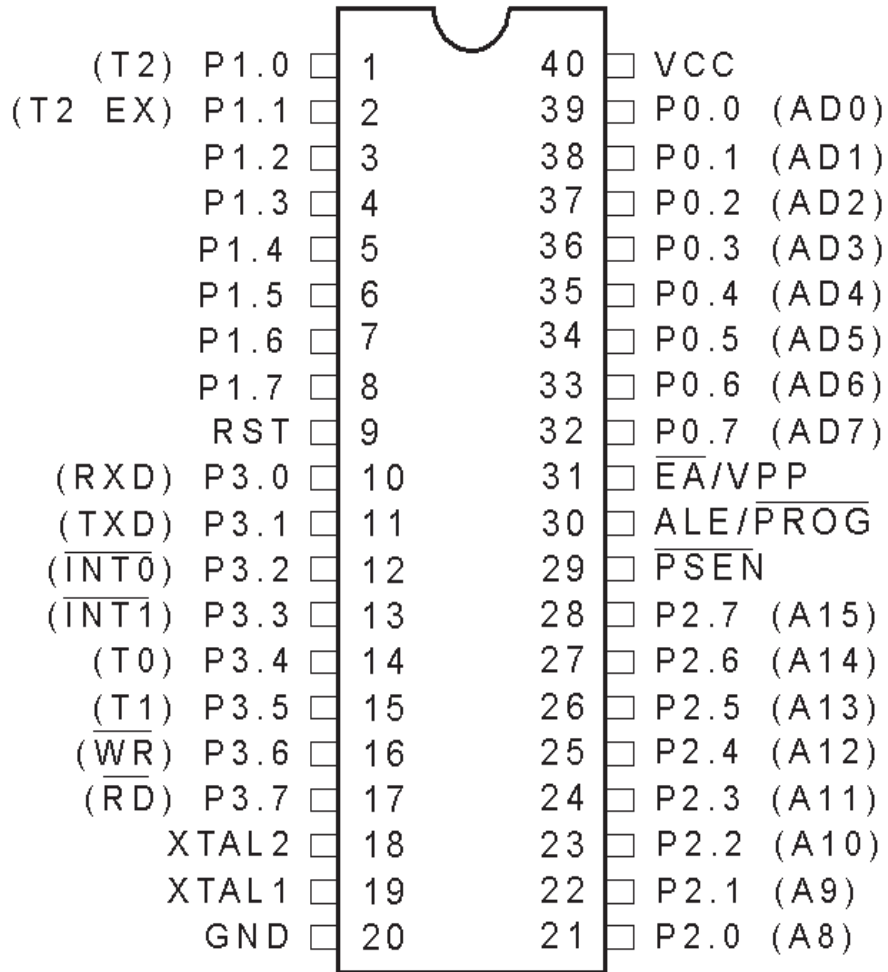 (T2) P1.0 1 40 VCC
(T2 EX) P1.1 2 39 P0.0 (AD0)
P1.2 3 38 P0.1 (AD1)
P1.3 4 37 P0.2 (AD2)
P1.4 5 36 P0.3 (AD3)
P1.5 6 35 P0.4 (AD4)
P1.6 7 34 P0.5 (AD5)
P1.7 8 33 P0.6 (AD6)
RST 9 32 P0.7 (AD7)
(RXD) P3.0 10 31 E̅A̅/VPP
(TXD) P3.1 11 30 ALE/P̅R̅O̅G̅
(I̅N̅T̅0̅) P3.2 12 29 P̅S̅E̅N̅
(I̅N̅T̅1̅) P3.3 13 28 P2.7 (A15)
(T0) P3.4 14 27 P2.6 (A14)
(T1) P3.5 15 26 P2.5 (A13)
(W̅R̅) P3.6 16 25 P2.4 (A12)
(R̅D̅) P3.7 17 24 P2.3 (A11)
XTAL2 18 23 P2.2 (A10)
XTAL1 19 22 P2.1 (A9)
GND 20 21 P2.0 (A8)